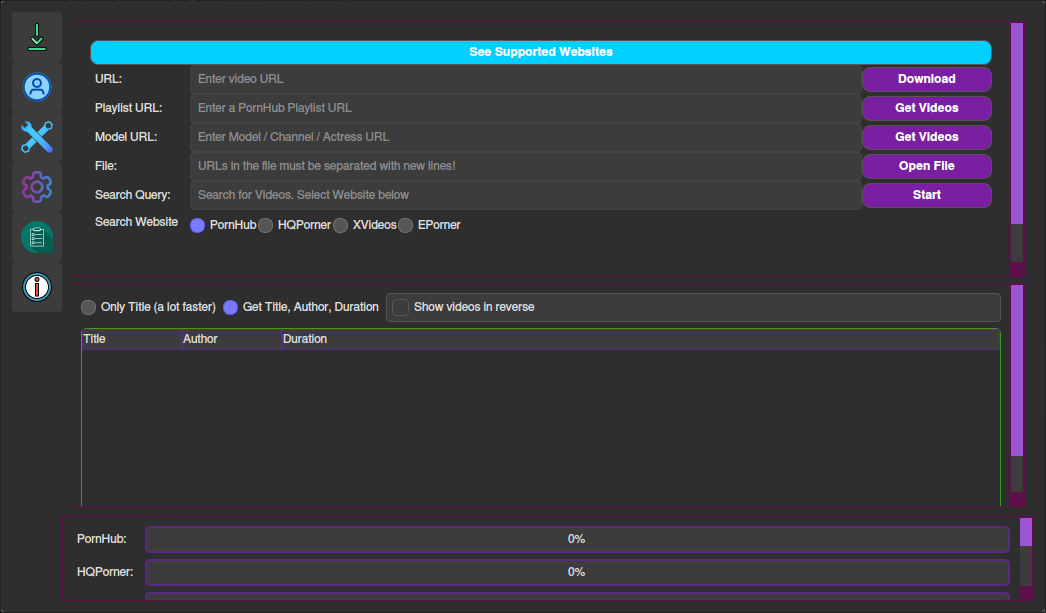 See Supported Websites
URL: Enter video URL Download
Playlist URL: Enter a PornHub Playlist URL Get Videos
Model URL: Enter Model / Channel / Actress URL Get Videos
File: URLs in the file must be separated with new lines! Open File
Search Query: Search for Videos. Select Website below Start
Search Website PornHub HQPorner XVideos EPorner
Only Title (a lot faster) Get Title, Author, Duration Show videos in reverse
Title Author Duration
PornHub: 0%
HQPorner: 0%